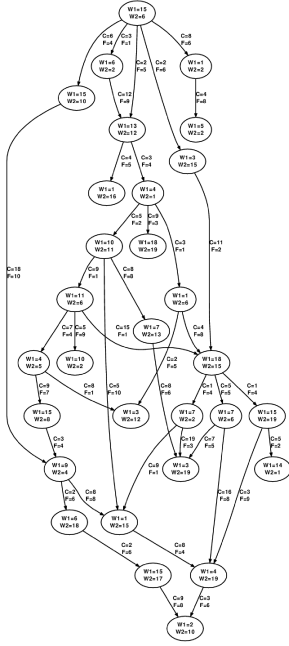 W1=15
W2=6
C=6
F=4
C=3
F=1
C=2
F=5
C=2
F=6
C=8
F=6
W1=6
W2=2
W1=1
W2=2
W1=15
W2=10
C=12
F=6
C=4
F=8
W1=13
W2=12
W1=5
W2=2
W1=3
W2=15
C=4
F=5
C=3
F=4
W1=1
W2=16
W1=4
W2=1
C=5
F=2
C=9
F=3
C=3
F=1
C=11
F=2
W1=10
W2=11
W1=18
W2=19
C=18
F=10
C=9
F=1
C=8
F=8
W1=11
W2=6
W1=1
W2=6
C=7
F=4
C=5
F=9
C=15
F=1
W1=7
W2=13
C=4
F=8
W1=4
W2=5
W1=10
W2=2
C=2
F=5
W1=18
W2=15
C=9
F=7
C=8
F=1
C=5
F=10
C=8
F=6
C=1
F=4
C=5
F=5
C=1
F=4
W1=15
W2=8
W1=3
W2=12
W1=7
W2=2
W1=7
W2=6
W1=15
W2=19
C=3
F=4
C=19
F=3
C=7
F=5
C=5
F=2
W1=9
W2=4
C=9
F=1
W1=3
W2=19
W1=14
W2=1
C=2
F=6
C=8
F=8
C=16
F=8
C=3
F=9
W1=6
W2=18
W1=1
W2=15
C=2
F=6
C=8
F=4
W1=15
W2=17
W1=4
W2=19
C=9
F=8
C=3
F=6
W1=2
W2=10